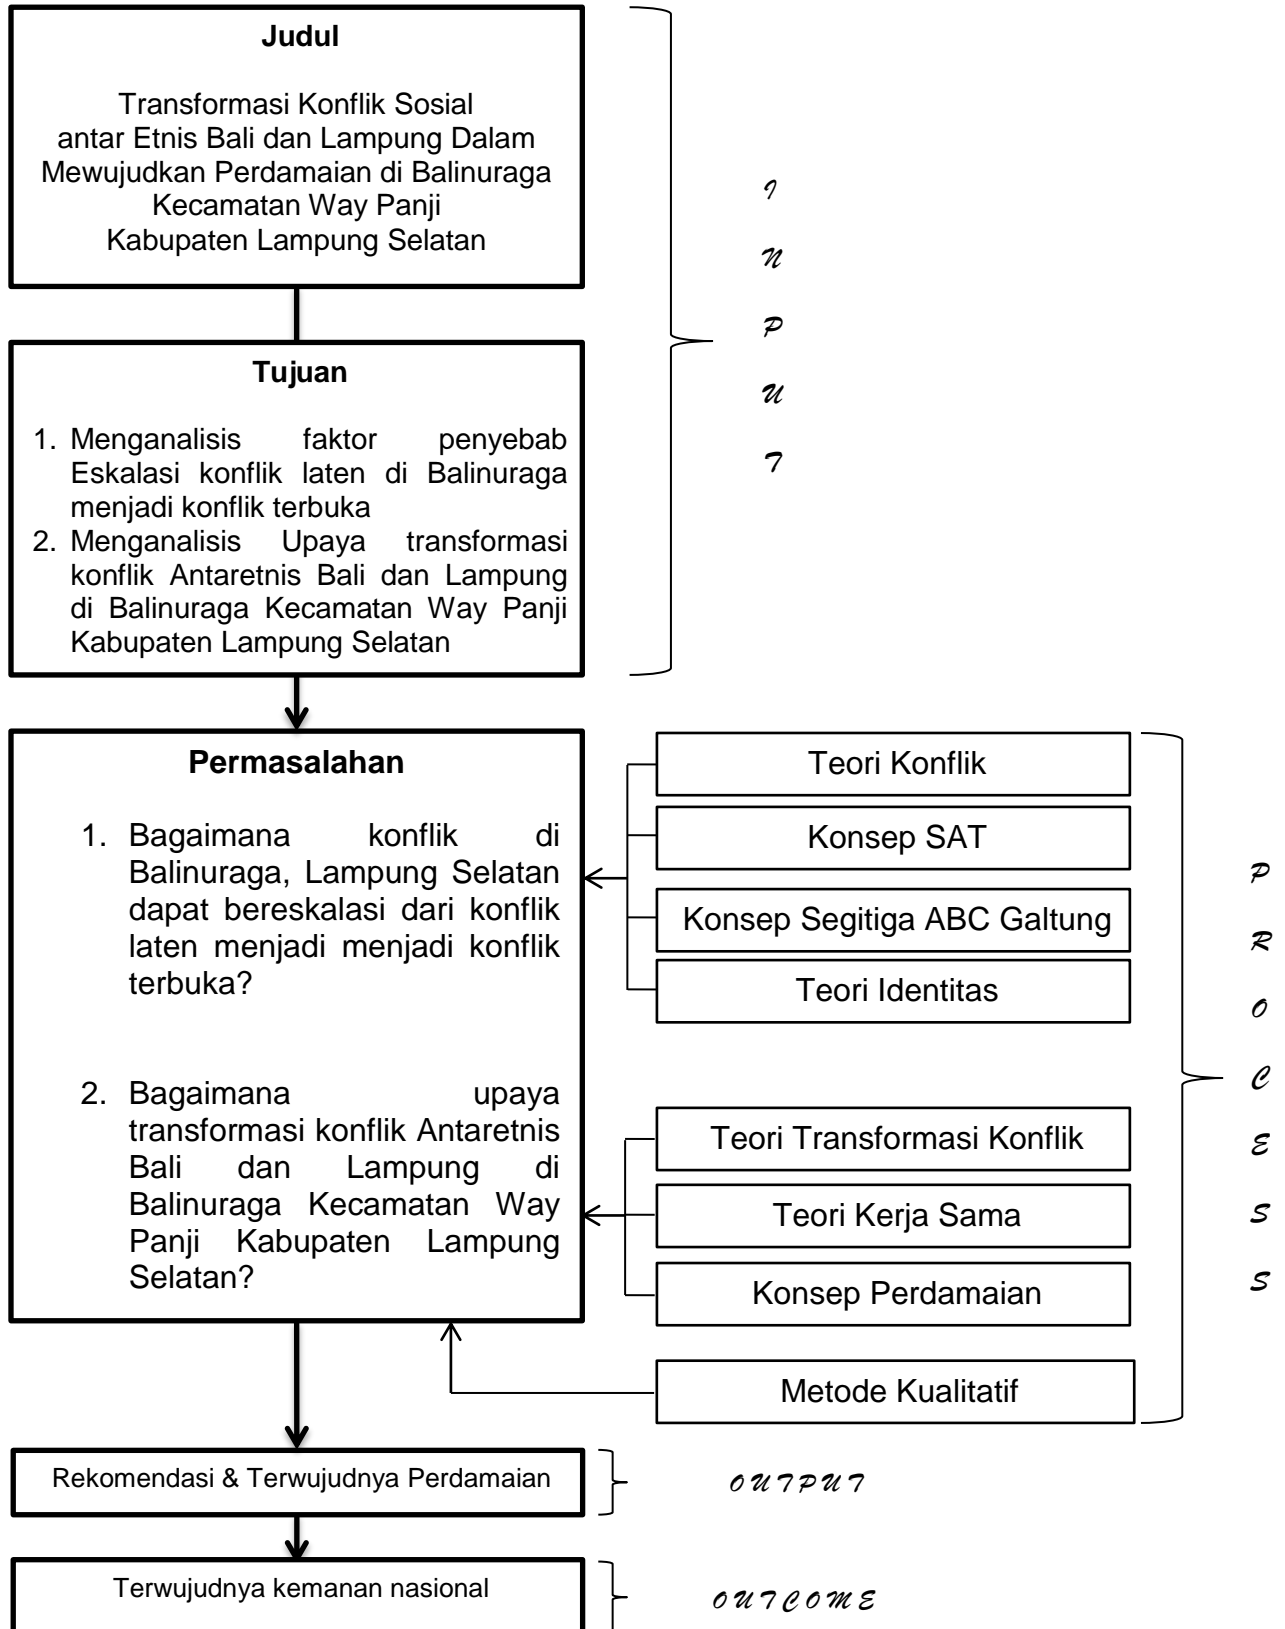 Judul
Transformasi Konflik Sosial
antar Etnis Bali dan Lampung Dalam
Mewujudkan Perdamaian di Balinuraga
Kecamatan Way Panji
Kabupaten Lampung Selatan
I
N
P
U
T
Tujuan
1. Menganalisis faktor penyebab
Eskalasi konflik laten di Balinuraga
menjadi konflik terbuka
2. Menganalisis Upaya transformasi
konflik Antaretnis Bali dan Lampung
di Balinuraga Kecamatan Way Panji
Kabupaten Lampung Selatan
Permasalahan
1. Bagaimana konflik di
Balinuraga, Lampung Selatan
dapat bereskalasi dari konflik
laten menjadi menjadi konflik
terbuka?
2. Bagaimana upaya
transformasi konflik Antaretnis
Bali dan Lampung di
Balinuraga Kecamatan Way
Panji Kabupaten Lampung
Selatan?
Teori Konflik
Konsep SAT
Konsep Segitiga ABC Galtung
Teori Identitas
Teori Transformasi Konflik
Teori Kerja Sama
Konsep Perdamaian
Metode Kualitatif
P
R
O
C
E
S
S
Rekomendasi & Terwujudnya Perdamaian
OUTPUT
Terwujudnya kemanan nasional
OUTCOME